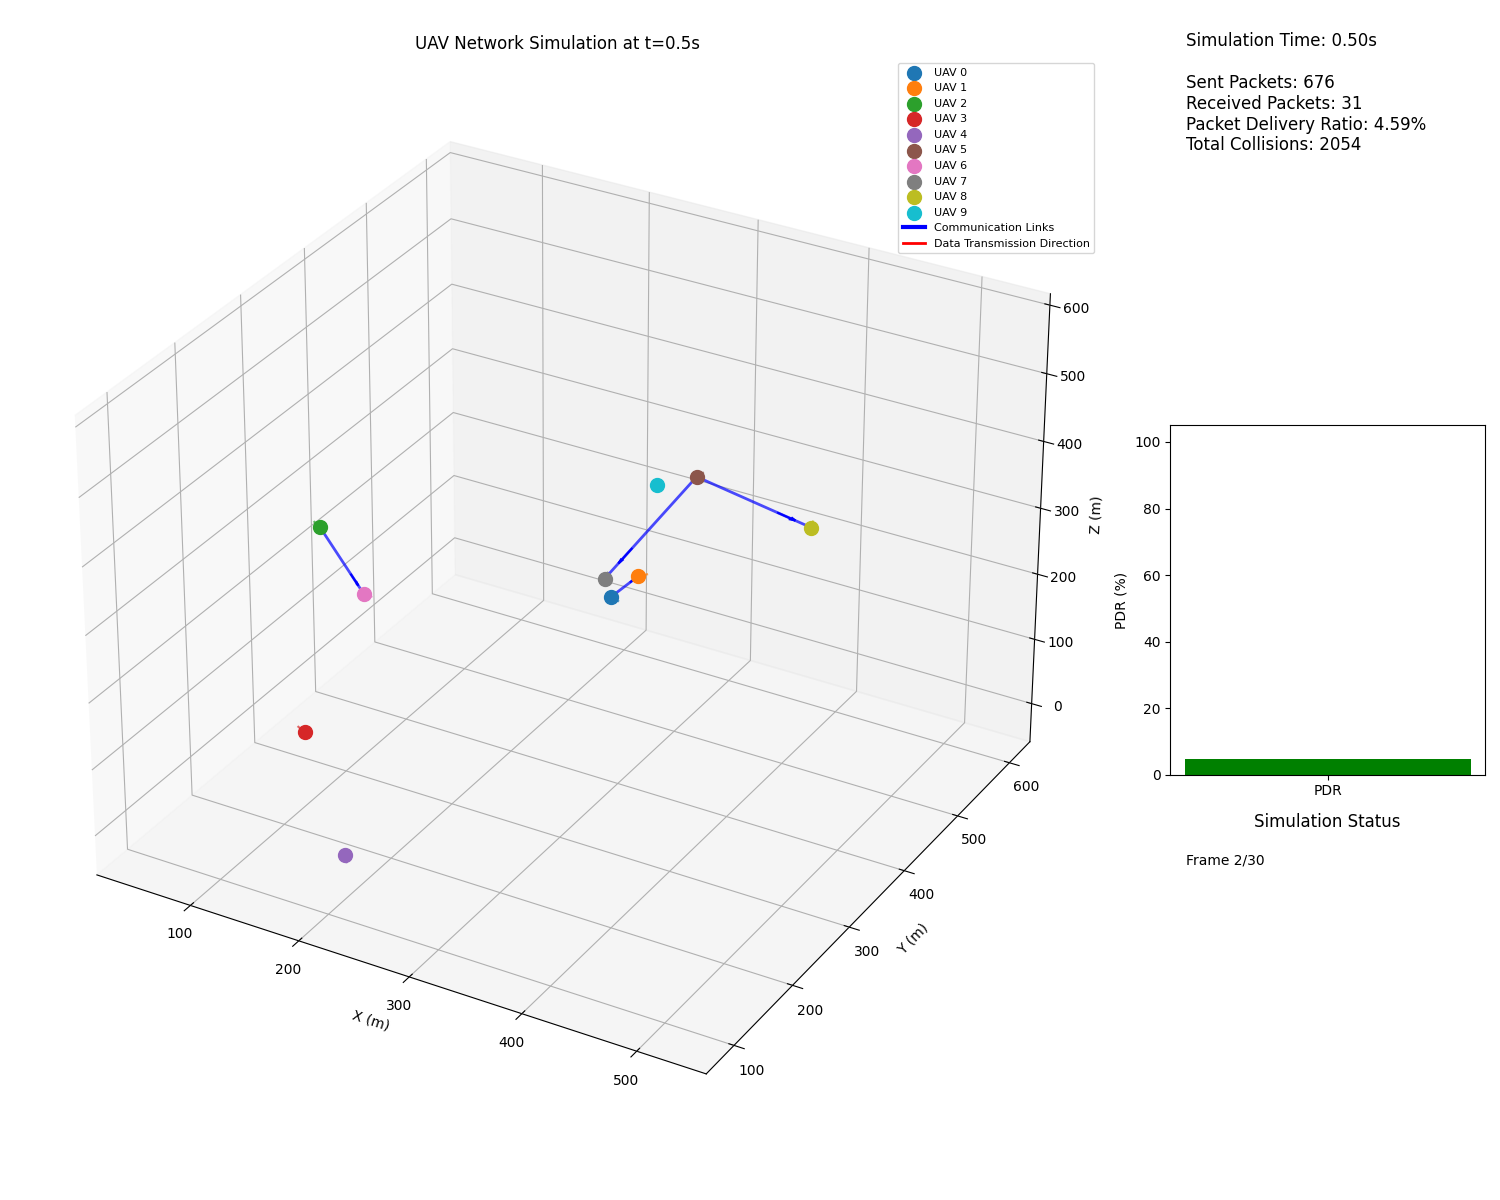 UAV Network Simulation at t=0.5s
UAV 0
UAV 1
UAV 2
UAV 3
UAV 4
UAV 5
UAV 6
UAV 7
UAV 8
UAV 9
Communication Links
Data Transmission Direction
Simulation Time: 0.50s
Sent Packets: 676
Received Packets: 31
Packet Delivery Ratio: 4.59%
Total Collisions: 2054
600
500
400
300
200
100
0
Z (m)
600
500
400
300
200
100
Y (m)
100
200
300
400
500
X (m)
100
80
60
40
20
0
PDR (%)
PDR
Simulation Status
Frame 2/30